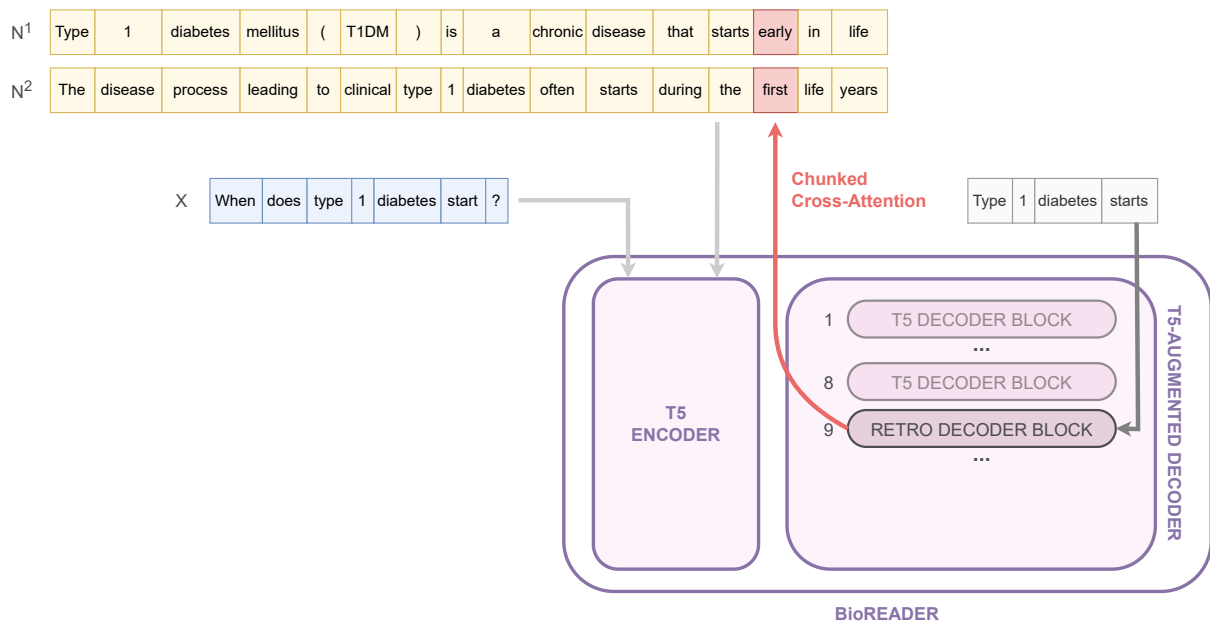 N1 Type 1 diabetes mellitus ( T1DM ) is a chronic disease that starts early in life
N2 The disease process leading to clinical type 1 diabetes often starts during the first life years
X When does type 1 diabetes start ?
Chunked
Cross-Attention
Type 1 diabetes starts
1 T5 DECODER BLOCK
...
8 T5 DECODER BLOCK
9 RETRO DECODER BLOCK
...
T5
ENCODER
T5-AUGMENTED DECODER
BioREADER